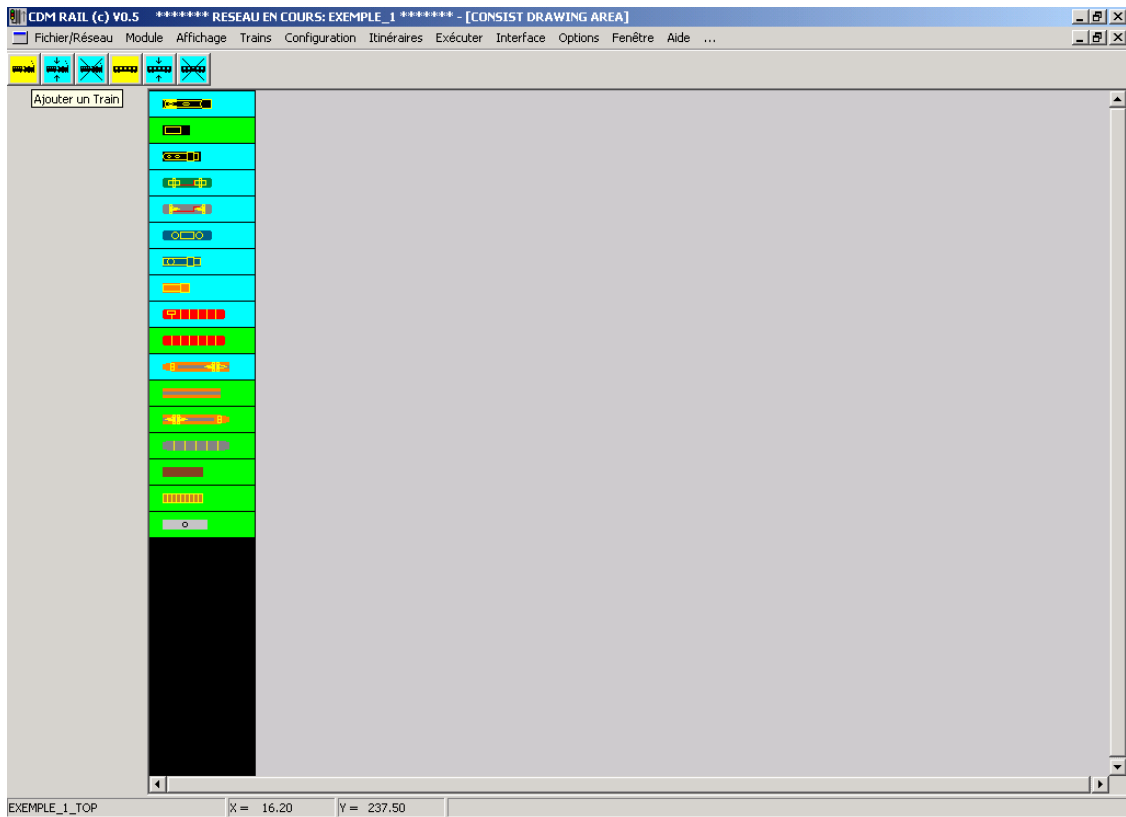 CDM RAIL (c) V0.5 ******* RESEAU EN COURS: EXEMPLE_1 ******* - [CONSIST DRAWING AREA]
Fichier/Réseau Module Affichage Trains Configuration Itinéraires Exécuter Interface Options Fenêtre Aide ...
Ajouter un Train
EXEMPLE_1_TOP X = 16.20 Y = 237.50